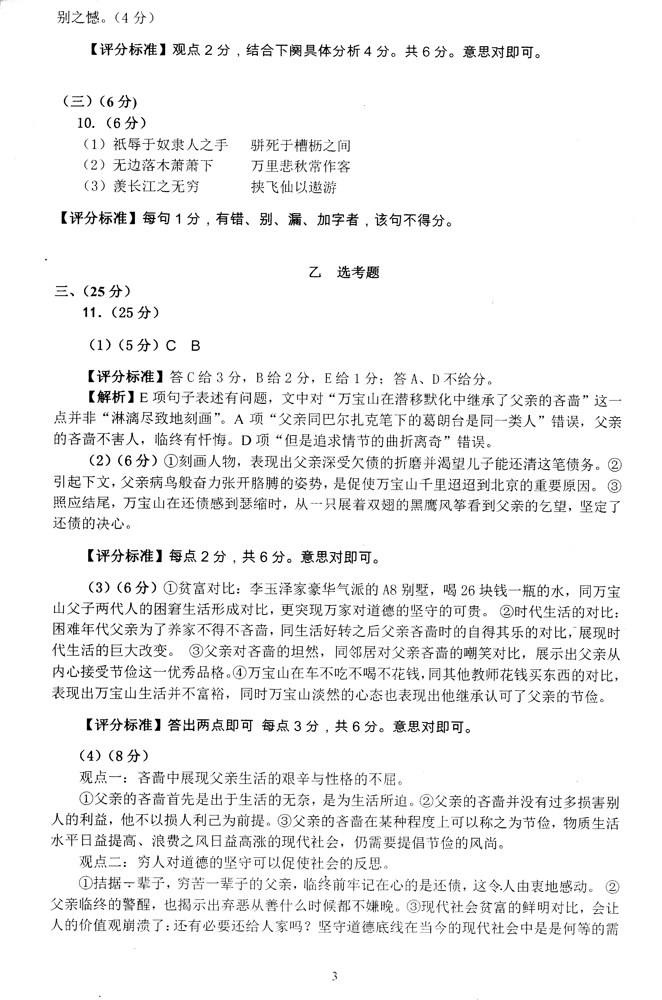 别之憾。（4 分）
【评分标准】观点 2 分，结合下阕具体分析 4 分。共 6 分。意思对即可。
（三）（6 分)
10.（6 分）
（1）祇辱于奴隶人之手 骈死于槽枥之间
（2）无边落木萧萧下 万里悲秋常作客
（3）羡长江之无穷 挟飞仙以遨游
【评分标准】每句 1 分，有错、别、漏、加字者，该句不得分。
乙 选考题
三、（25 分）
11.（25 分）
（1）（5 分）C B
【评分标准】答 C 给 3 分，B 给 2 分，E 给 1 分；答 A、D 不给分。
【解析】E 项句子表述有问题，文中对“万宝山在潜移默化中继承了父亲的吝啬”这一
点并非“淋漓尽致地刻画”。A 项“父亲同巴尔扎克笔下的葛朗台是同一类人”错误，父亲
的吝啬不害人，临终有忏悔。D 项“但是追求情节的曲折离奇”错误。
（2）（6 分）①刻画人物，表现出父亲深受欠债的折磨并渴望儿子能还清这笔债务。②
引起下文，父亲病鸟般奋力张开胳膊的姿势，是促使万宝山千里迢迢到北京的重要原因。③
照应结尾，万宝山在还债感到瑟缩时，从一只展着双翅的黑鹰风筝看到父亲的乞望，坚定了
还债的决心。
【评分标准】每点 2 分，共 6 分。意思对即可。
（3）（6 分）①贫富对比：李玉泽家豪华气派的 A8 别墅，喝 26 块钱一瓶的水，同万宝
山父子两代人的困窘生活形成对比，更突现万家对道德的坚守的可贵。②时代生活的对比：
困难年代父亲为了养家不得不吝啬，同生活好转之后父亲吝啬时的自得其乐的对比，展现时
代生活的巨大改变。③父亲对吝啬的坦然，同邻居对父亲吝啬的嘲笑对比，展示出父亲从
内心接受节俭这一优秀品格。④万宝山在车不吃不喝不花钱，同其他教师花钱买东西的对比，
表现出万宝山生活并不富裕，同时万宝山淡然的心态也表现出他继承认可了父亲的节俭。
【评分标准】答出两点即可 每点 3 分，共 6 分。意思对即可。
（4）（8 分）
观点一：吝啬中展现父亲生活的艰辛与性格的不屈。
①父亲的吝啬首先是出于生活的无奈，是为生活所迫。②父亲的吝啬并没有过多损害别
人的利益，他不以损人利己为前提。③父亲的吝啬在某种程度上可以称之为节俭，物质生活
水平日益提高、浪费之风日益高涨的现代社会，仍需要提倡节俭的风尚。
观点二：穷人对道德的坚守可以促使社会的反思。
①拮据一辈子，穷苦一辈子的父亲，临终前牢记在心的是还债，这令人由衷地感动。②
父亲临终的警醒，也揭示出弃恶从善什么时候都不嫌晚。③现代社会贫富的鲜明对比，会让
人的价值观崩溃了：还有必要还给人家吗？坚守道德底线在当今的现代社会中是是何等的需
3